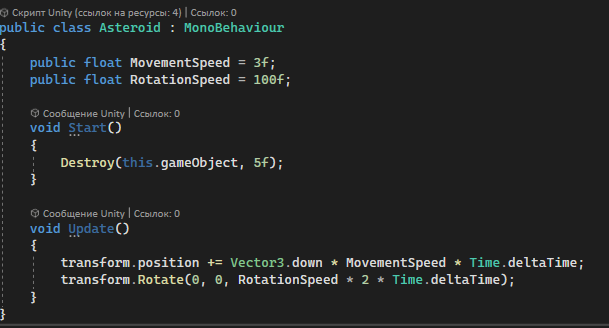 Скрипт Unity (ссылок на ресурсы: 4) | Ссылок: 0
public class Asteroid : MonoBehaviour
{
public float MovementSpeed = 3f;
public float RotationSpeed = 100f;
Сообщение Unity | Ссылок: 0
void Start()
{
Destroy(this.gameObject, 5f);
}
Сообщение Unity | Ссылок: 0
void Update()
{
transform.position += Vector3.down * MovementSpeed * Time.deltaTime;
transform.Rotate(0, 0, RotationSpeed * 2 * Time.deltaTime);
}
}